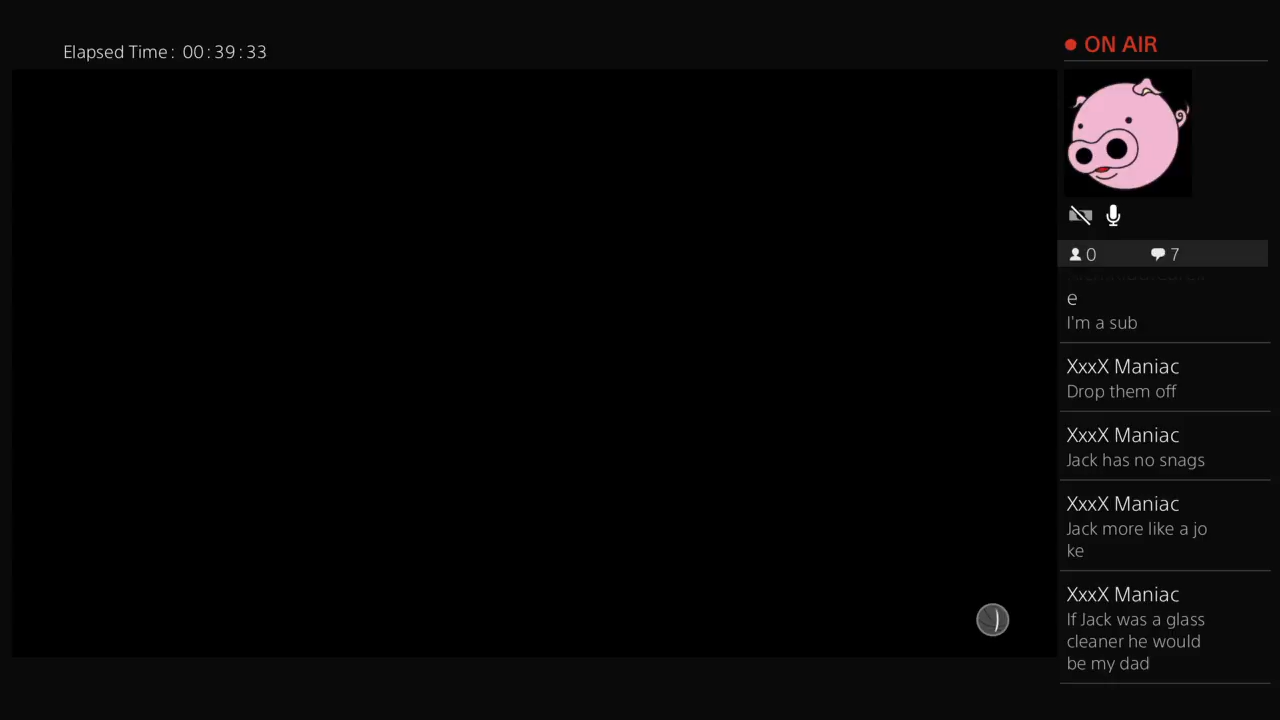 Elapsed Time: 00:39:33
ON AIR
0 7
e
I'm a sub
XxxX Maniac
Drop them off
XxxX Maniac
Jack has no snags
XxxX Maniac
Jack more like a jo
ke
XxxX Maniac
If Jack was a glass
cleaner he would
be my dad